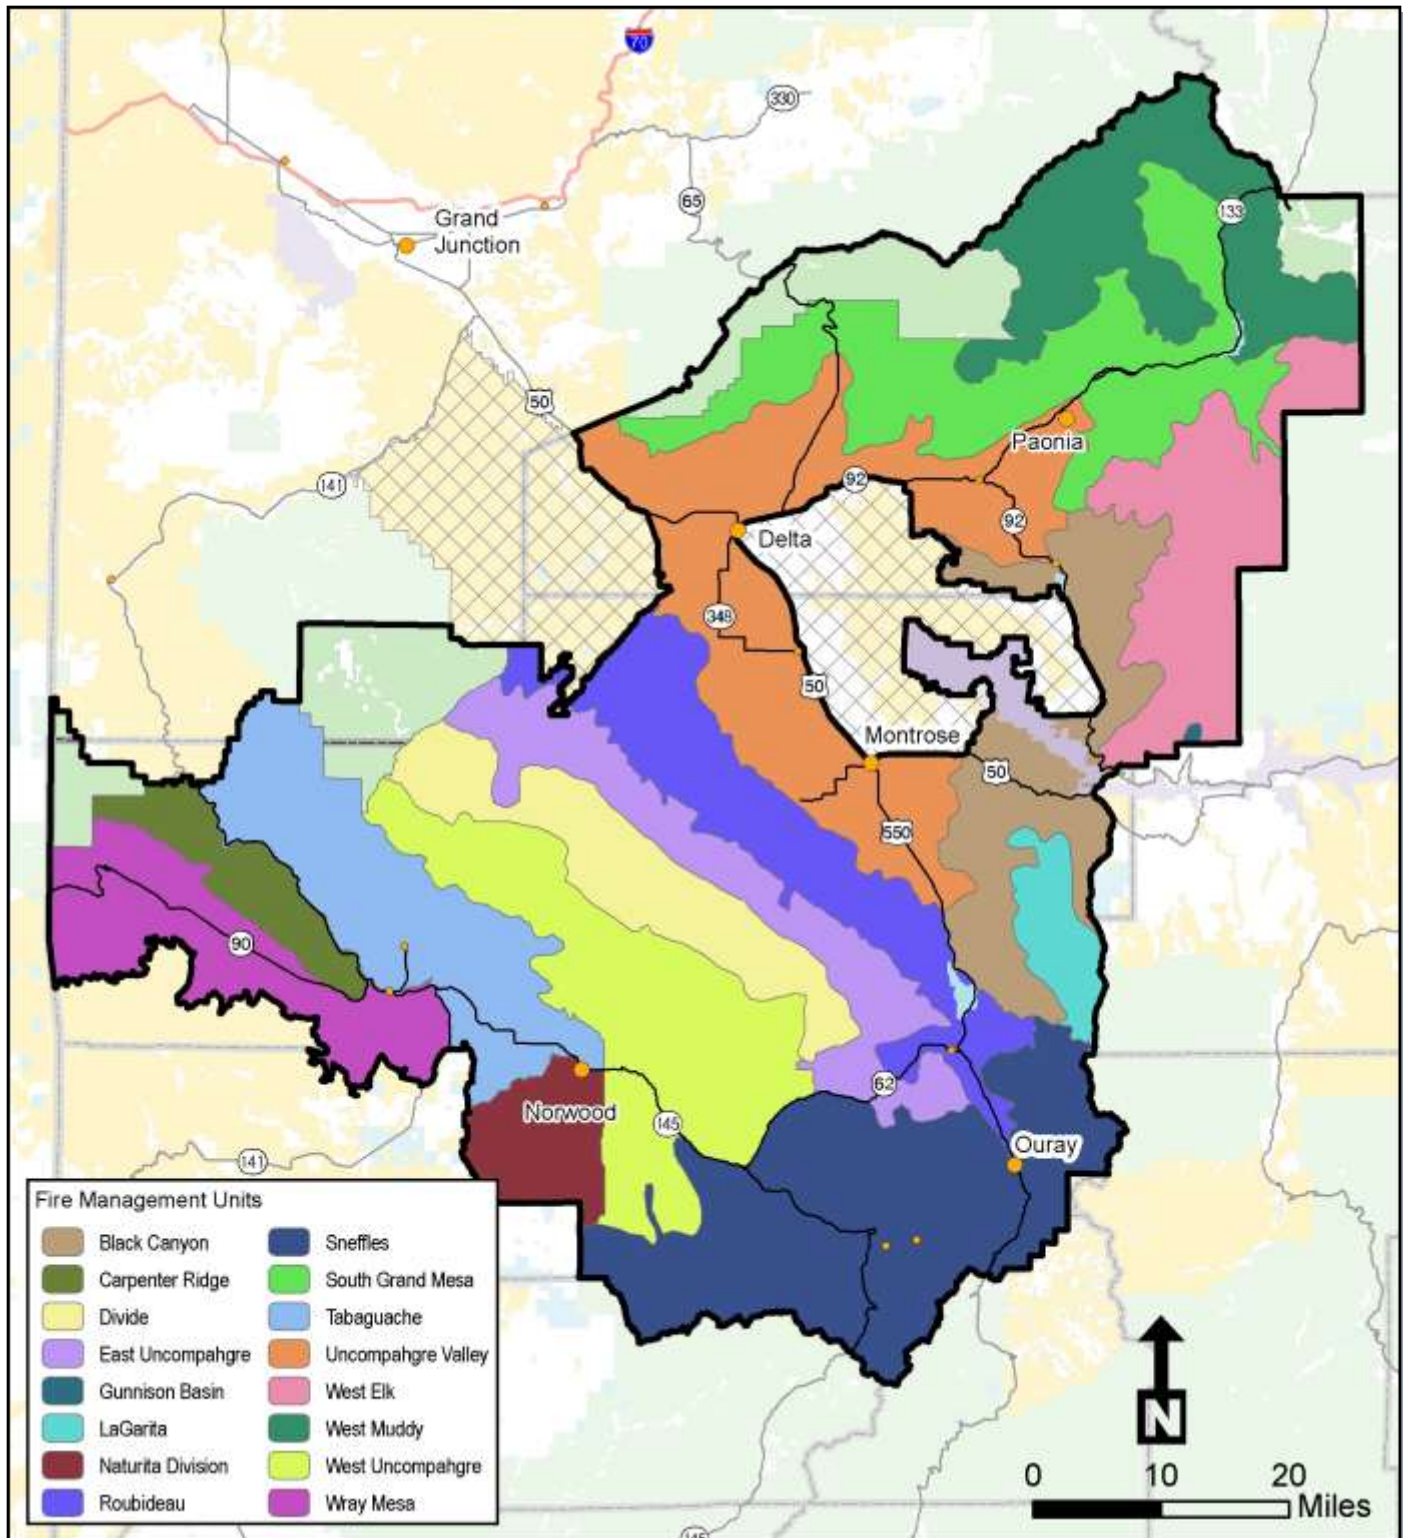 70
330
65
Grand
Junction
133
50
141
Paonia
92
92
Delta
348
50
Montrose
50
550
90
62
Norwood
145
Ouray
141
Fire Management Units
Black Canyon
Sneffles
Carpenter Ridge
South Grand Mesa
Divide
Tabaguache
East Uncompahgre
Uncompahgre Valley
Gunnison Basin
West Elk
LaGarita
West Muddy
Naturita Division
West Uncompahgre
Roubideau
Wray Mesa
N
0 10 20
Miles